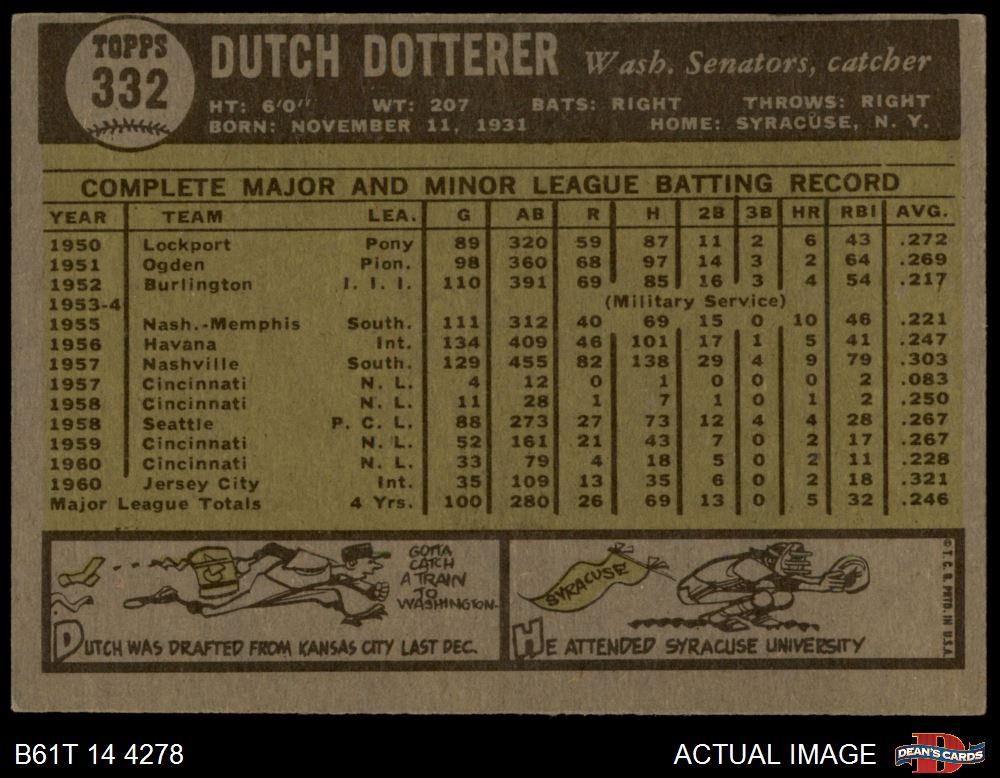 TOPPS
332
DUTCH DOTTERER Wash. Senators, catcher
HT: 6'0" WT: 207 BATS: RIGHT THROWS: RIGHT
BORN: NOVEMBER 11, 1931 HOME: SYRACUSE, N. Y.
COMPLETE MAJOR AND MINOR LEAGUE BATTING RECORD
YEAR TEAM LEA. G AB R H 2B 3B HR RBI AVG.
1950 Lockport Pony 89 320 59 87 11 2 6 43 .272
1951 Ogden Pion. 98 360 68 97 14 3 2 64 .269
1952 Burlington I. I. I. 110 391 69 85 16 3 4 54 .217
1953-4 (Military Service)
1955 Nash.-Memphis South. 111 312 40 69 15 0 10 46 .221
1956 Havana Int. 134 409 46 101 17 1 5 41 .247
1957 Nashville South. 129 455 82 138 29 4 9 79 .303
1957 Cincinnati N. L. 4 12 0 1 0 0 0 2 .083
1958 Cincinnati N. L. 11 28 1 7 1 0 1 2 .250
1958 Seattle P. C. L. 88 273 27 73 12 4 4 28 .267
1959 Cincinnati N. L. 52 161 21 43 7 0 2 17 .267
1960 Cincinnati N. L. 33 79 4 18 5 0 2 11 .228
1960 Jersey City Int. 35 109 13 35 6 0 2 18 .321
Major League Totals 4 Yrs. 100 280 26 69 13 0 5 32 .246
GOTTA
CATCH
A TRAIN
TO
WASHINGTON.
DUTCH WAS DRAFTED FROM KANSAS CITY LAST DEC.
SYRACUSE
HE ATTENDED SYRACUSE UNIVERSITY
© T. C. G. PRTD. IN U.S.A.
B61T 14 4278
ACTUAL IMAGE
DEAN'S CARDS